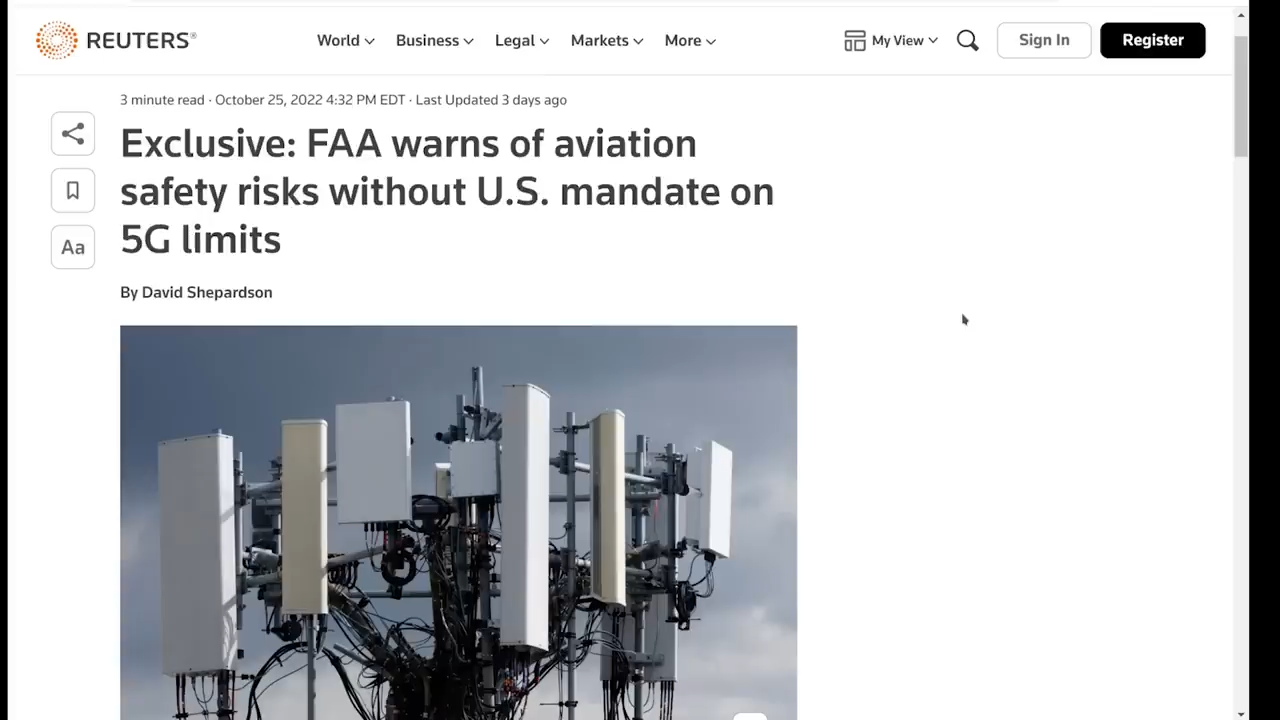 REUTERS®
World
Business
Legal
Markets
More
My View
Sign In
Register
3 minute read · October 25, 2022 4:32 PM EDT · Last Updated 3 days ago
Exclusive: FAA warns of aviation
safety risks without U.S. mandate on
5G limits
Aa
By David Shepardson